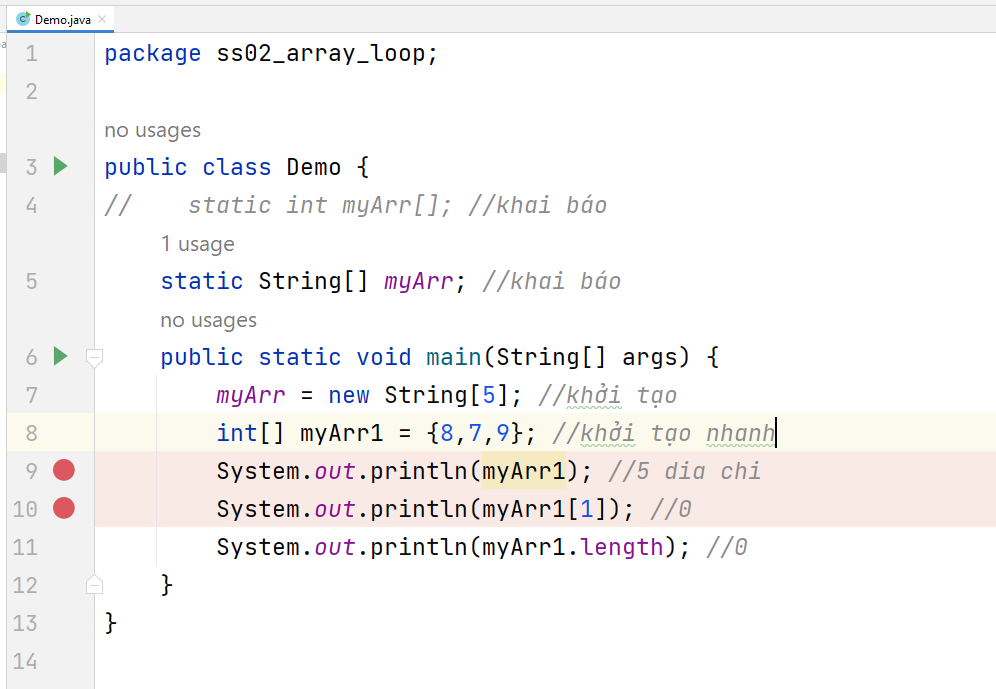 Demo.java
1 package ss02_array_loop;
2
no usages
3 public class Demo {
4 //    static int myArr[]; //khai báo
1 usage
5     static String[] myArr; //khai báo
no usages
6     public static void main(String[] args) {
7         myArr = new String[5]; //khởi tạo
8         int[] myArr1 = {8,7,9}; //khởi tạo nhanh
9         System.out.println(myArr1); //5 dia chi
10         System.out.println(myArr1[1]); //0
11         System.out.println(myArr1.length); //0
12     }
13 }
14